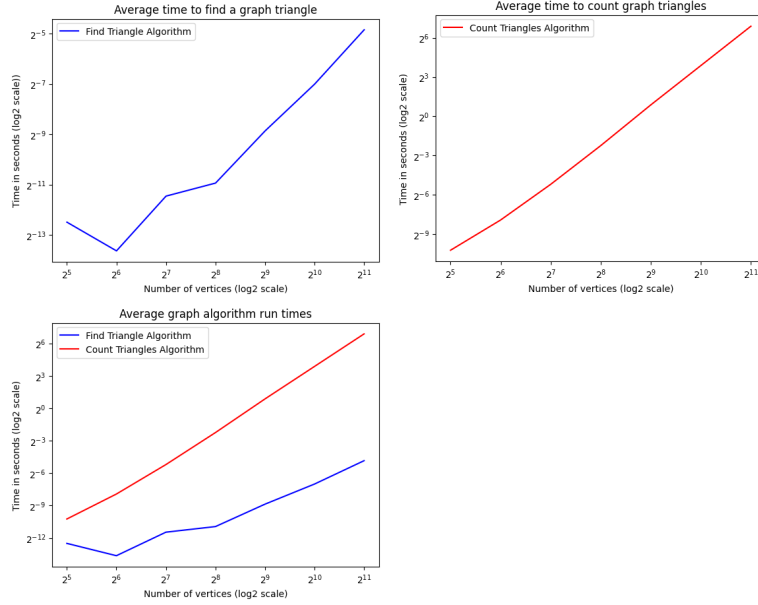 Average time to find a graph triangle
Find Triangle Algorithm
Time in seconds (log2 scale))
2^-5
2^-7
2^-9
2^-11
2^-13
2^5 2^6 2^7 2^8 2^9 2^10 2^11
Number of vertices (log2 scale)
Average time to count graph triangles
Count Triangles Algorithm
Time in seconds (log2 scale)
2^6
2^3
2^0
2^-3
2^-6
2^-9
2^5 2^6 2^7 2^8 2^9 2^10 2^11
Number of vertices (log2 scale)
Average graph algorithm run times
Find Triangle Algorithm
Count Triangles Algorithm
Time in seconds (log2 scale)
2^6
2^3
2^0
2^-3
2^-6
2^-9
2^-12
2^5 2^6 2^7 2^8 2^9 2^10 2^11
Number of vertices (log2 scale)